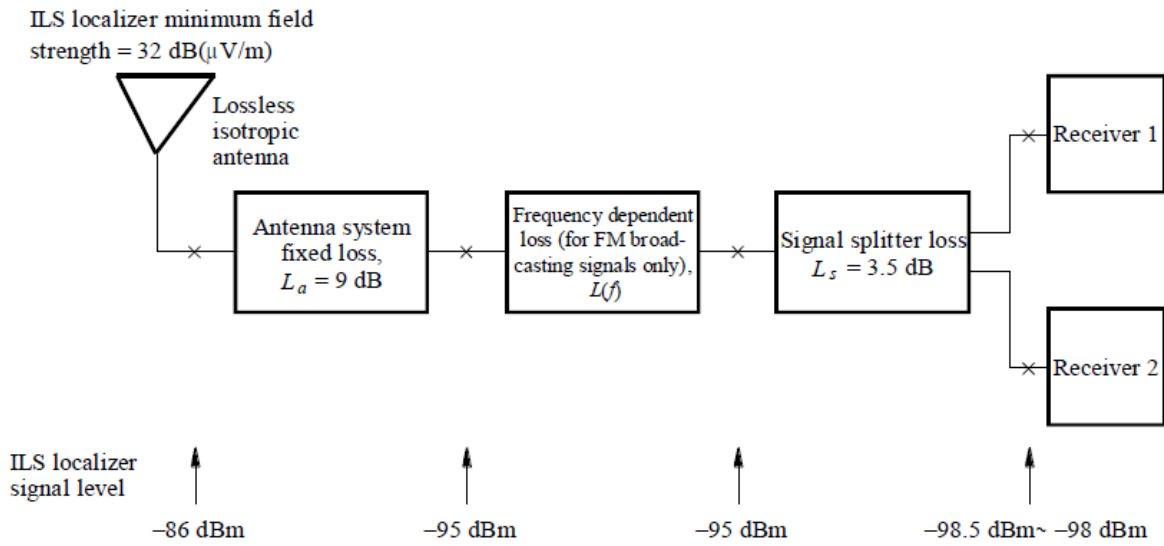 ILS localizer minimum field
strength = 32 dB(μV/m)
Lossless
isotropic
antenna
Antenna system
fixed loss,
L_a = 9 dB
Frequency dependent
loss (for FM broad-
casting signals only),
L(f)
Signal splitter loss
L_s = 3.5 dB
Receiver 1
Receiver 2
ILS localizer
signal level
–86 dBm
–95 dBm
–95 dBm
–98.5 dBm~ –98 dBm